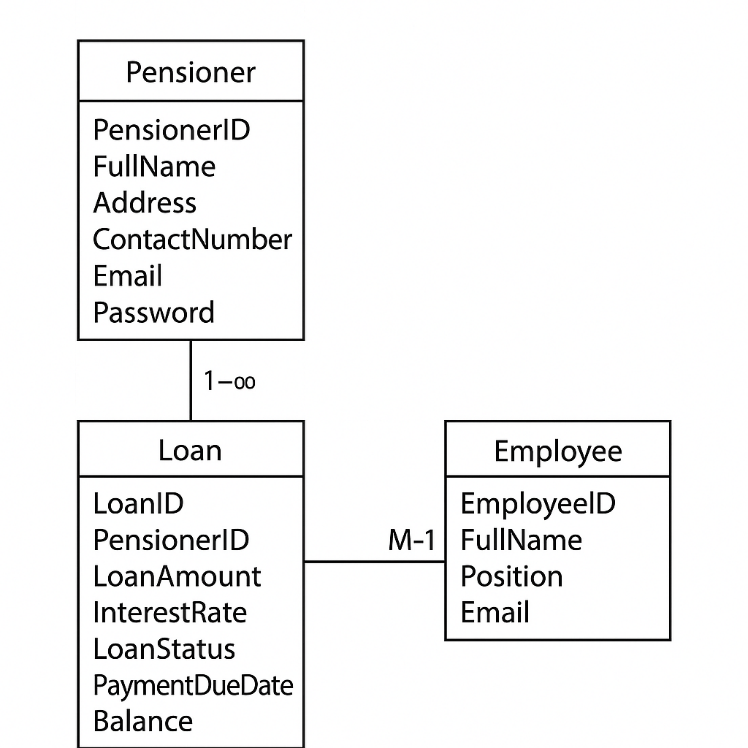 Pensioner
PensionerID
FullName
Address
ContactNumber
Email
Password
1–∞
Loan
LoanID
PensionerID
LoanAmount
InterestRate
LoanStatus
PaymentDueDate
Balance
M-1
Employee
EmployeeID
FullName
Position
Email